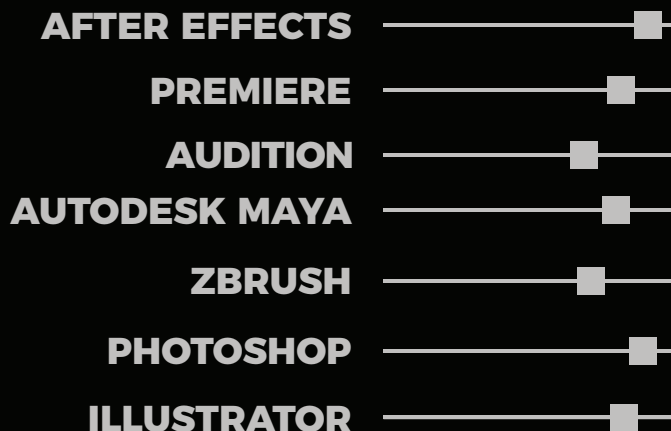 AFTER EFFECTS
PREMIERE
AUDITION
AUTODESK MAYA
ZBRUSH
PHOTOSHOP
ILLUSTRATOR